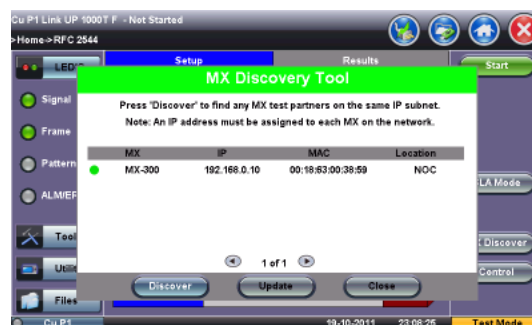 Cu P1 Link UP 1000T F - Not Started
>Home->RFC 2544
Setup
Results
LED's
Start
MX Discovery Tool
Press 'Discover' to find any MX test partners on the same IP subnet.
Note: An IP address must be assigned to each MX on the network.
Signal
Frame
Pattern
ALM/ER
MX IP MAC Location
MX-300 192.168.0.10 00:18:63:00:38:59 NOC
LA Mode
Tool
Discover
Utilit
Control
1 of 1
Discover
Update
Close
Files
Cu P1
19-10-2011 23:08:25
Test Mode